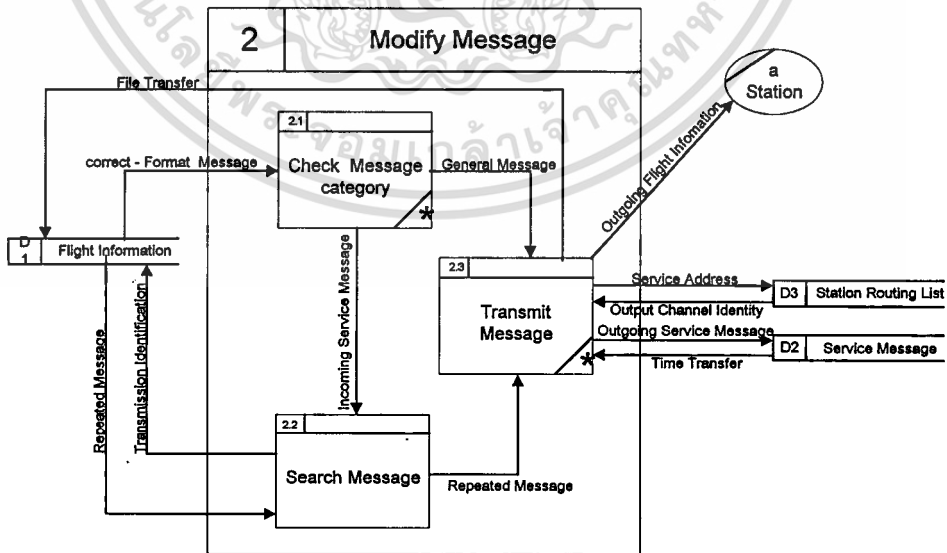 2 Modify Message
a
Station
File Transfer
2.1
correct - Format Message
Check Message
category
*
General Message
Outgoing Flight Infomation
D
1
Flight Information
Incoming Service Message
2.3
Transmit
Message
*
Service Address
Output Channel Identity
D3 Station Routing List
Outgoing Service Message
Time Transfer
D2 Service Message
Repeated Message
Transmission Identification
2.2
Search Message
Repeated Message